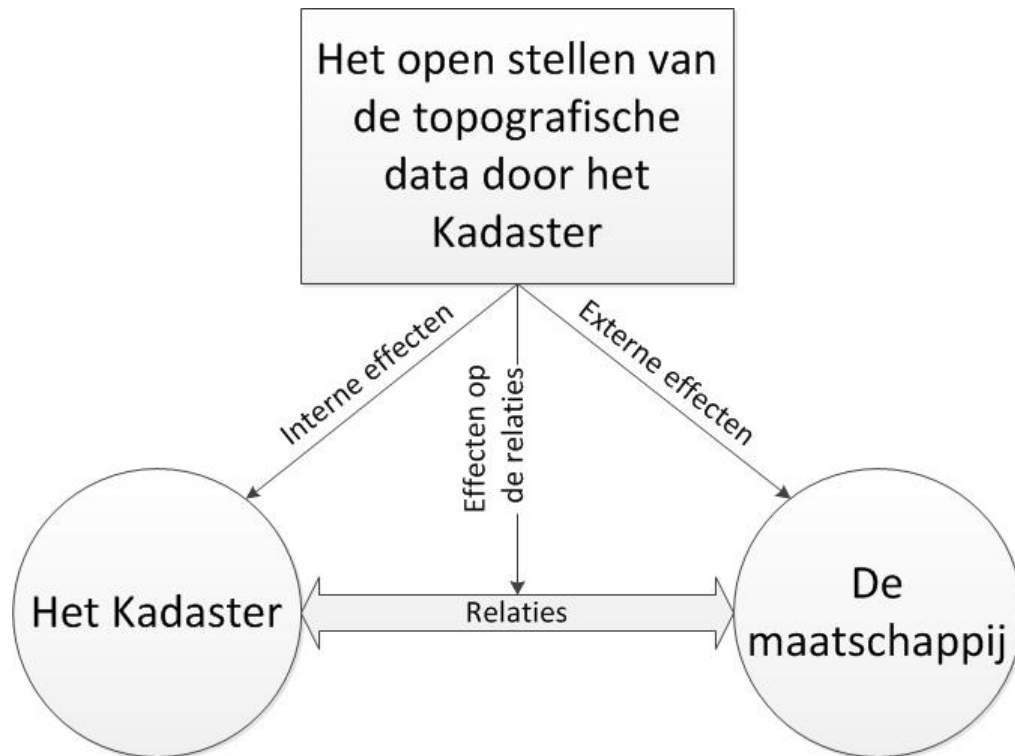 Het open stellen van
de topografische
data door het
Kadaster
Interne effecten
Effecten op
de relaties
Externe effecten
Het Kadaster
Relaties
De
maatschappij